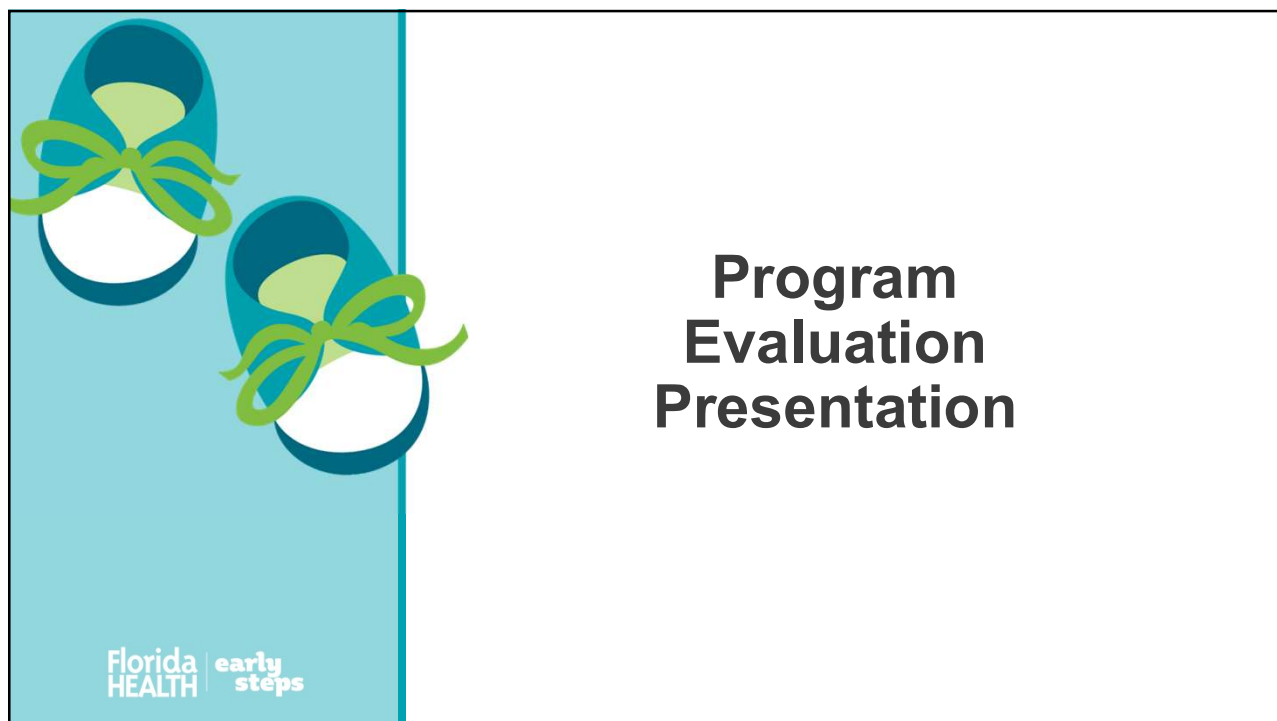 Program
Evaluation
Presentation
Florida
HEALTH
early
steps